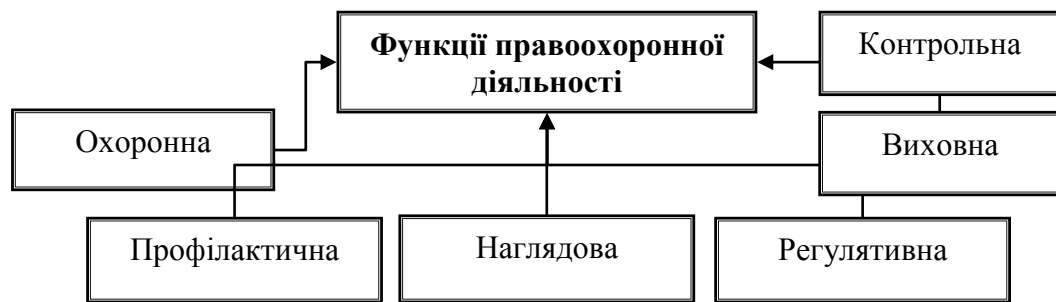 Функції правоохоронної
діяльності
Контрольна
Охоронна
Виховна
Профілактична
Наглядова
Регулятивна